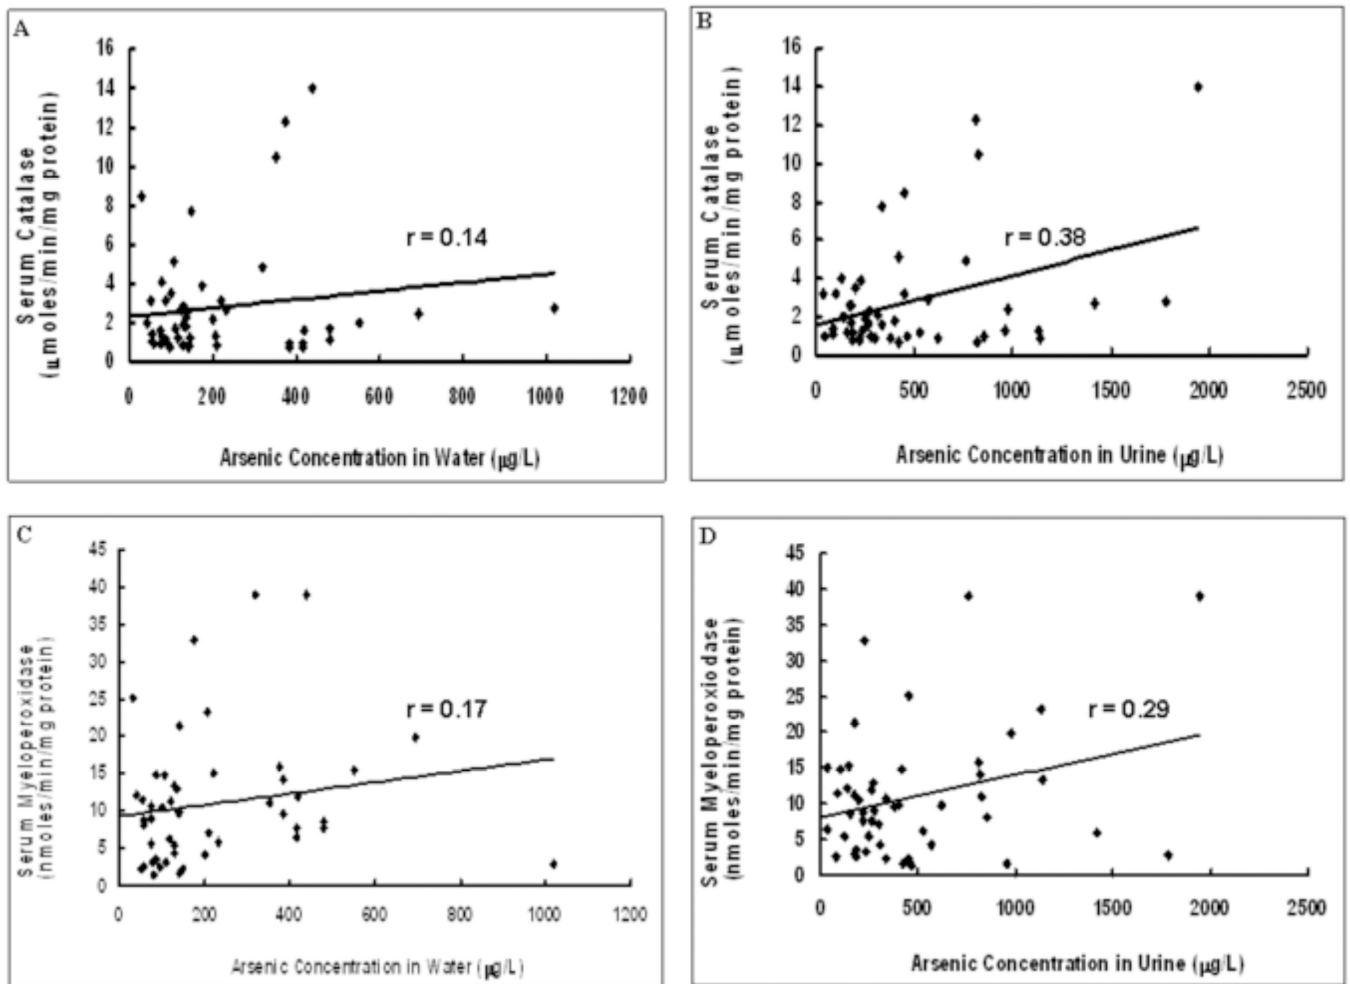 A
16
14
12
10
8
6
4
2
0
Serum Catalase
(μmoles/min/mg protein)
r = 0.14
0 200 400 600 800 1000 1200
Arsenic Concentration in Water (μg/L)
B
16
14
12
10
8
6
4
2
0
Serum Catalase
(μmoles/min/mg protein)
r = 0.38
0 500 1000 1500 2000 2500
Arsenic Concentration in Urine (μg/L)
C
45
40
35
30
25
20
15
10
5
0
Serum Myeloperoxidase
(nmoles/min/mg protein)
r = 0.17
0 200 400 600 800 1000 1200
Arsenic Concentration in Water (μg/L)
D
45
40
35
30
25
20
15
10
5
0
Serum Myeloperoxiodase
(nmoles/min/mg protein)
r = 0.29
0 500 1000 1500 2000 2500
Arsenic Concentration in Urine (μg/L)